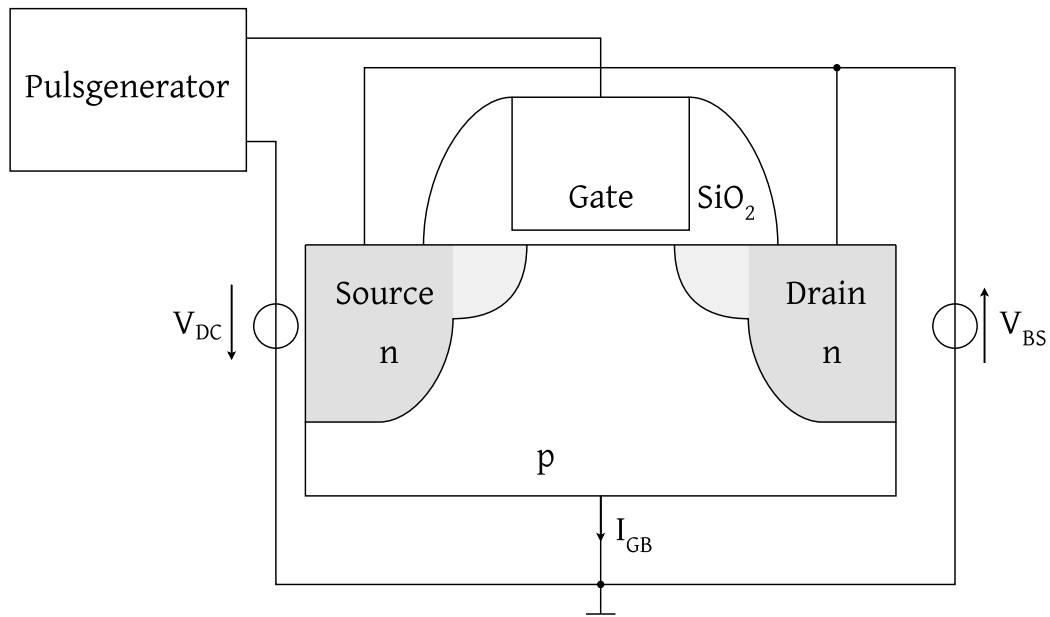 Pulsgenerator
Gate
SiO2
Source
Drain
VDC
VBS
n
n
p
IGB